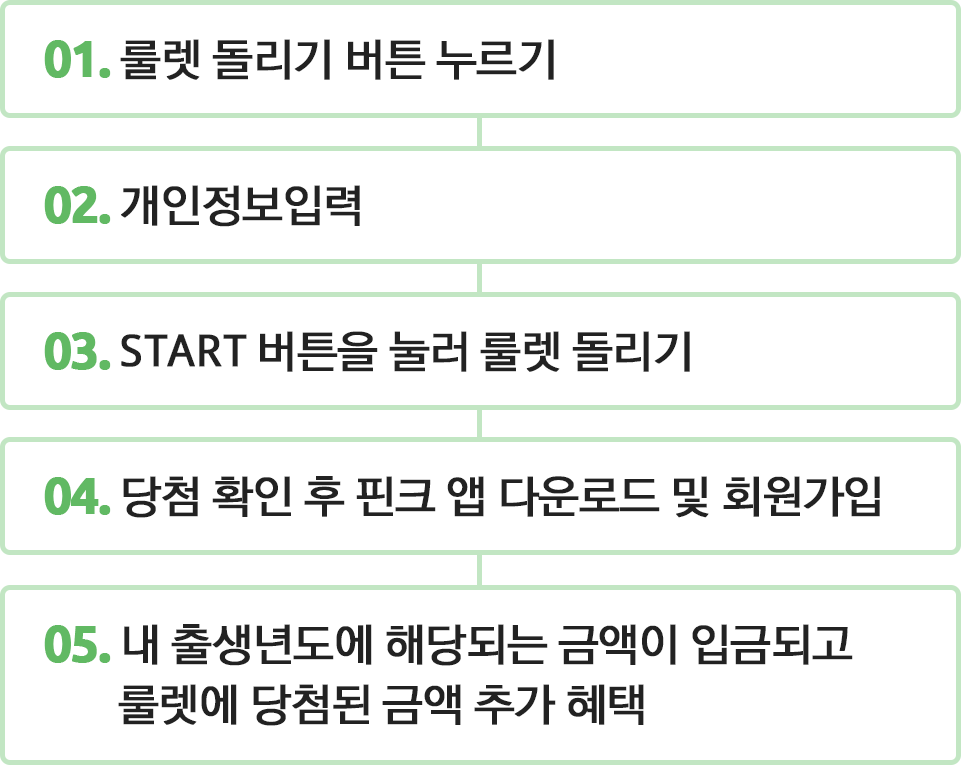 01. 룰렛 돌리기 버튼 누르기
02. 개인정보입력
03. START 버튼을 눌러 룰렛 돌리기
04. 당첨 확인 후 핀크 앱 다운로드 및 회원가입
05. 내 출생년도에 해당되는 금액이 입금되고
룰렛에 당첨된 금액 추가 혜택